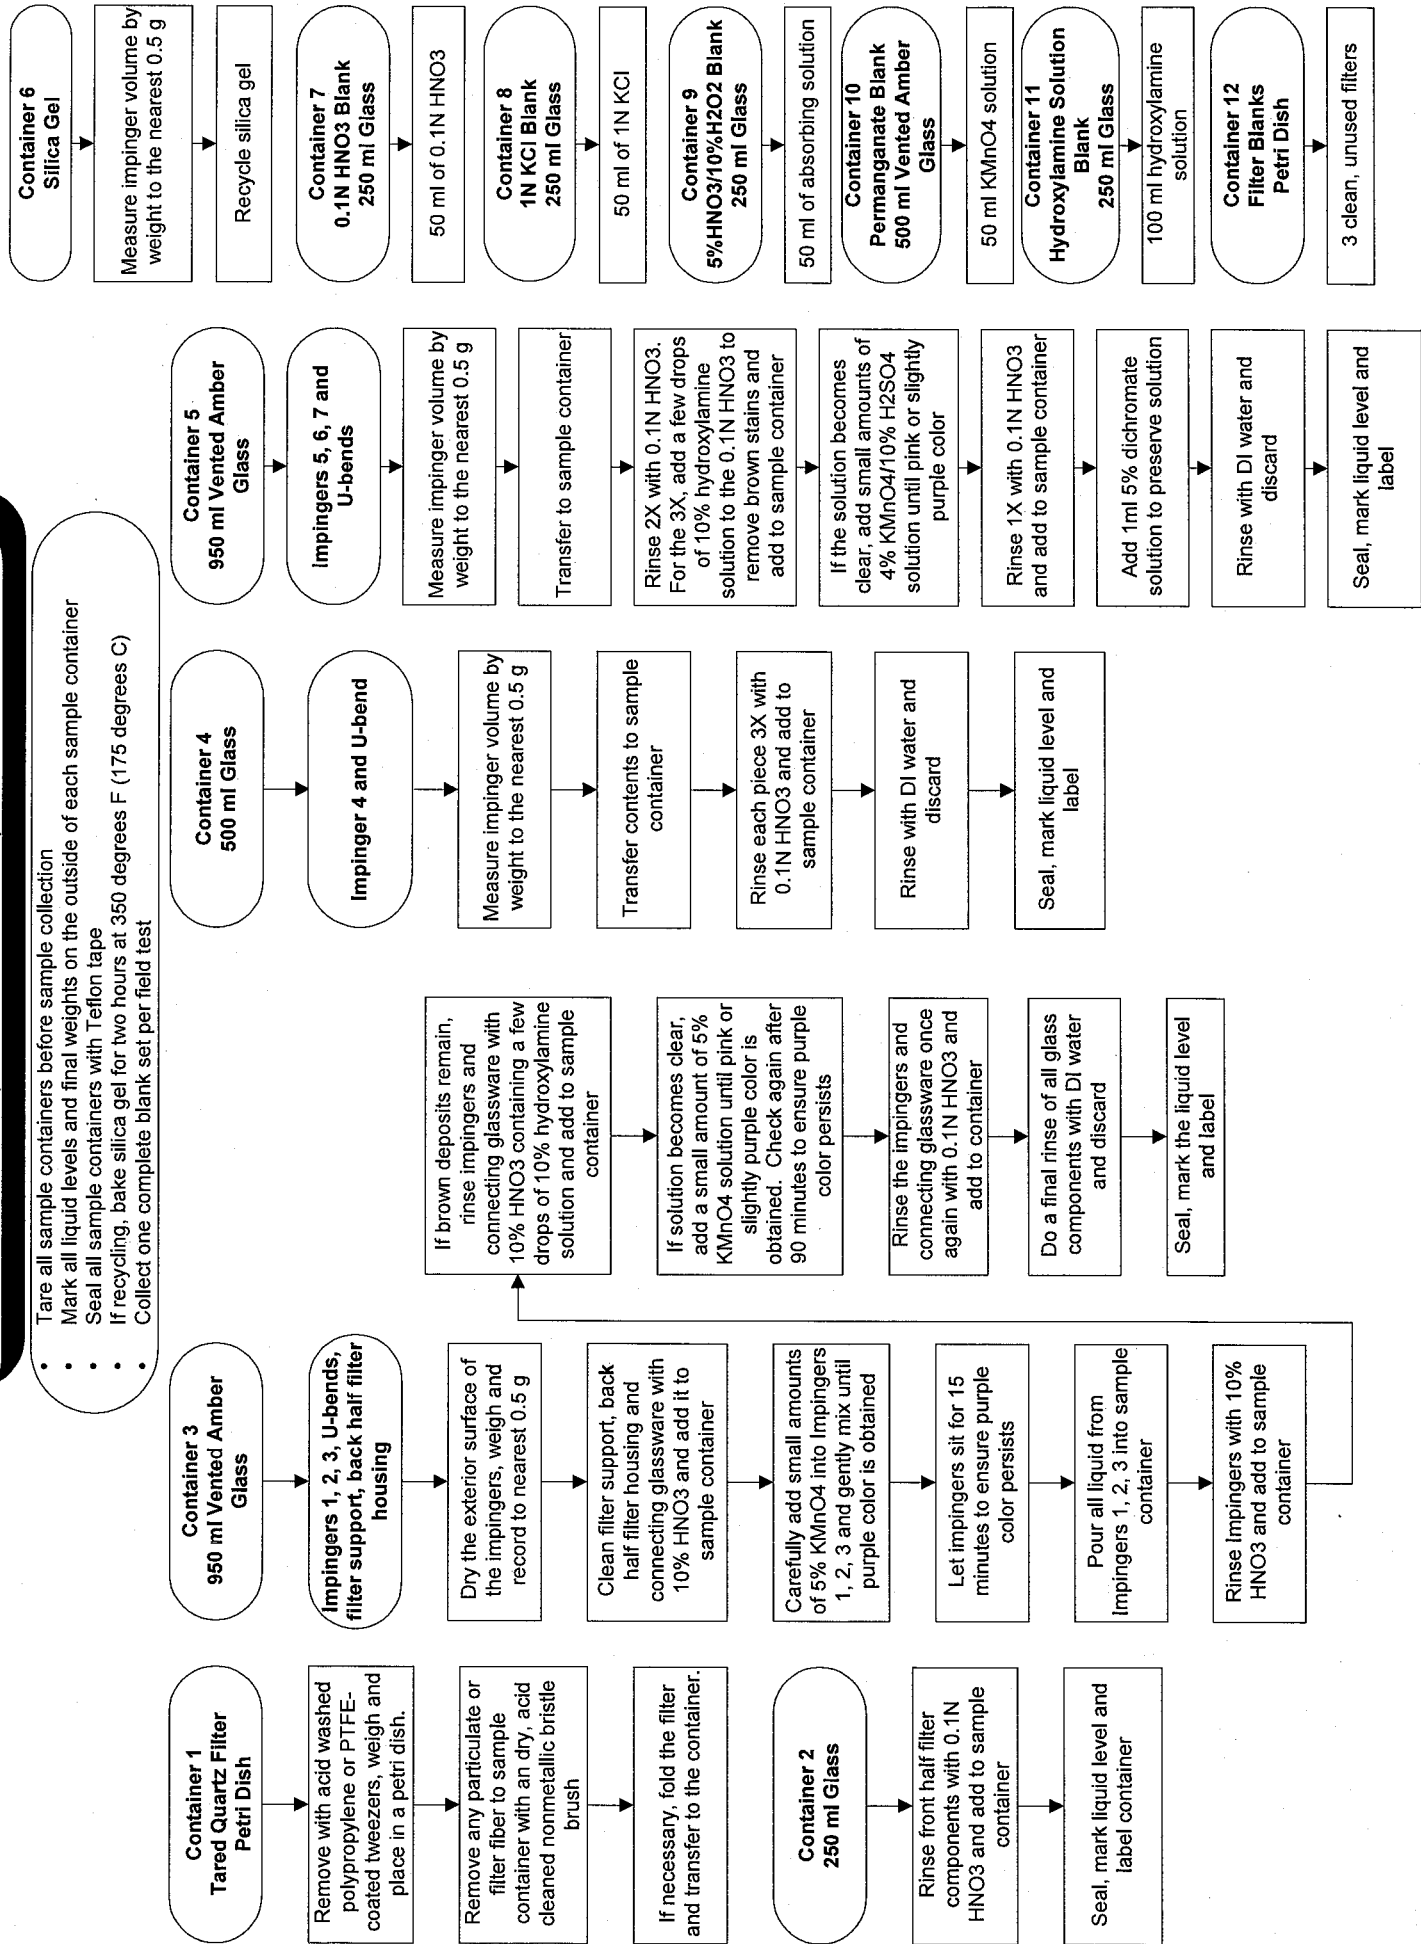 • Tare all sample containers before sample collection
• Mark all liquid levels and final weights on the outside of each sample container
• Seal all sample containers with Teflon tape
• If recycling, bake silica gel for two hours at 350 degrees F (175 degrees C)
• Collect one complete blank set per field test
Container 1
Tared Quartz Filter
Petri Dish
Remove with acid washed
polypropylene or PTFE-
coated tweezers, weigh and
place in a petri dish.
Remove any particulate or
filter fiber to sample
container with an dry, acid
cleaned nonmetallic bristle
brush
If necessary, fold the filter
and transfer to the container.
Container 2
250 ml Glass
Rinse front half filter
components with 0.1N
HNO3 and add to sample
container
Seal, mark liquid level and
label container
Container 3
950 ml Vented Amber
Glass
Impingers 1, 2, 3, U-bends,
filter support, back half filter
housing
Dry the exterior surface of
the impingers, weigh and
record to nearest 0.5 g
Clean filter support, back
half filter housing and
connecting glassware with
10% HNO3 and add it to
sample container
Carefully add small amounts
of 5% KMnO4 into Impingers
1, 2, 3 and gently mix until
purple color is obtained
Let impingers sit for 15
minutes to ensure purple
color persists
Pour all liquid from
Impingers 1, 2, 3 into sample
container
Rinse Impingers with 10%
HNO3 and add to sample
container
If brown deposits remain,
rinse impingers and
connecting glassware with
10% HNO3 containing a few
drops of 10% hydroxylamine
solution and add to sample
container
If solution becomes clear,
add a small amount of 5%
KMnO4 solution until pink or
slightly purple color is
obtained. Check again after
90 minutes to ensure purple
color persists
Rinse the impingers and
connecting glassware once
again with 0.1N HNO3 and
add to container
Do a final rinse of all glass
components with DI water
and discard
Seal, mark the liquid level
and label
Container 4
500 ml Glass
Impinger 4 and U-bend
Measure impinger volume by
weight to the nearest 0.5 g
Transfer contents to sample
container
Rinse each piece 3X with
0.1N HNO3 and add to
sample container
Rinse with DI water and
discard
Seal, mark liquid level and
label
Container 5
950 ml Vented Amber
Glass
impingers 5, 6, 7 and
U-bends
Measure impinger volume by
weight to the nearest 0.5 g
Transfer to sample container
Rinse 2X with 0.1N HNO3.
For the 3X, add a few drops
of 10% hydroxylamine
solution to the 0.1N HNO3 to
remove brown stains and
add to sample container
If the solution becomes
clear, add small amounts of
4% KMnO4/10% H2SO4
solution until pink or slightly
purple color
Rinse 1X with 0.1N HNO3
and add to sample container
Add 1ml 5% dichromate
solution to preserve solution
Rinse with DI water and
discard
Seal, mark liquid level and
label
Container 6
Silica Gel
Measure impinger volume by
weight to the nearest 0.5 g
Recycle silica gel
Container 7
0.1N HNO3 Blank
250 ml Glass
50 ml of 0.1N HNO3
Container 8
1N KCl Blank
250 ml Glass
50 ml of 1N KCl
Container 9
5%HNO3/10%H2O2 Blank
250 ml Glass
50 ml of absorbing solution
Container 10
Permanganate Blank
500 ml Vented Amber
Glass
50 ml KMnO4 solution
Container 11
Hydroxylamine Solution
Blank
250 ml Glass
100 ml hydroxylamine
solution
Container 12
Filter Blanks
Petri Dish
3 clean, unused filters